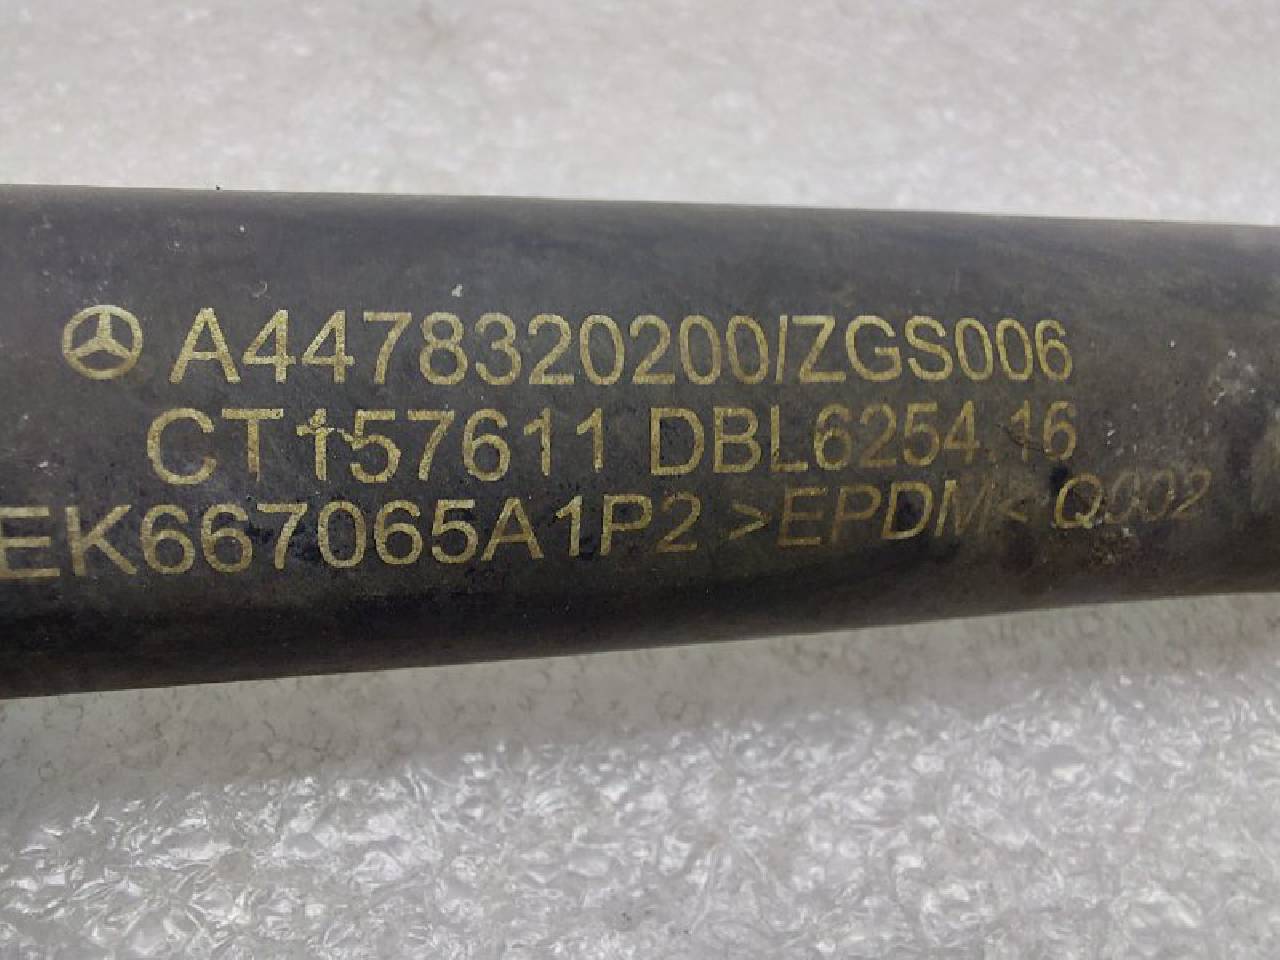 A4478320200/ZGS006
CT157611 DBL6254.16
EK667065A1P2 >EPDM< Q002